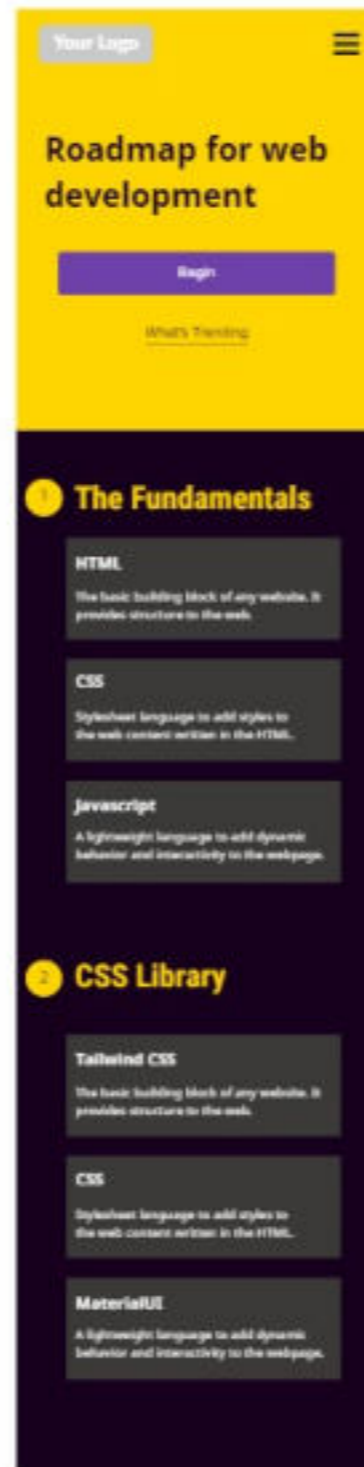 Your Logo
Roadmap for web
development
Begin
What's Trending
1
The Fundamentals
HTML
The basic building block of any website. It
provides structure to the web.
CSS
Stylesheet language to add styles to
the web content written in the HTML.
Javascript
A lightweight language to add dynamic
behavior and interactivity to the webpage.
2
CSS Library
Tailwind CSS
The basic building block of any website. It
provides structure to the web.
CSS
Stylesheet language to add styles to
the web content written in the HTML.
MaterialUI
A lightweight language to add dynamic
behavior and interactivity to the webpage.